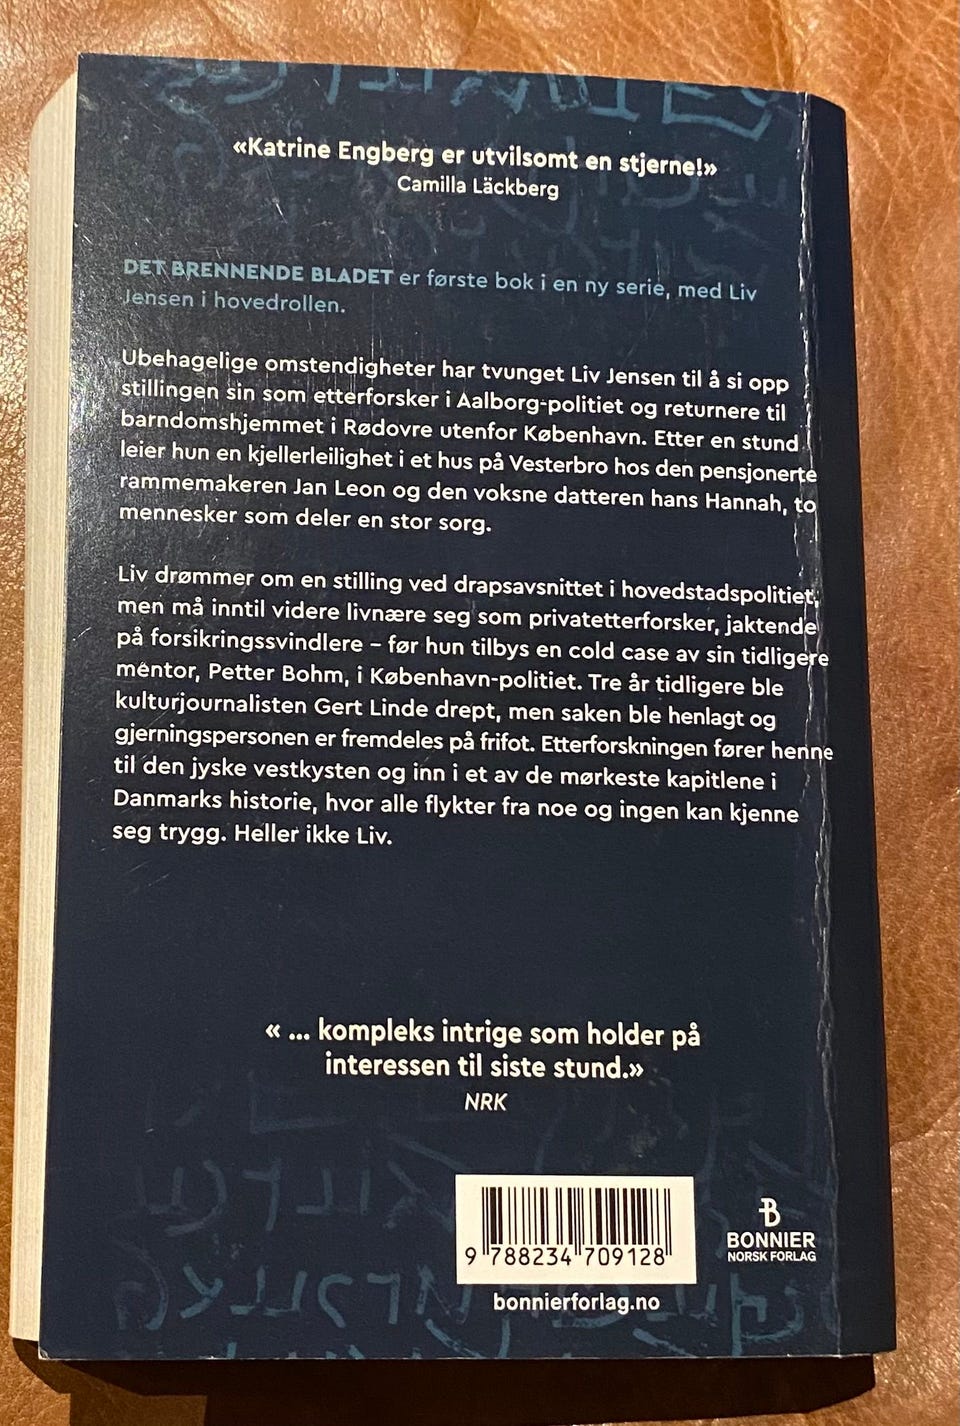 «Katrine Engberg er utvilsomt en stjerne!»
Camilla Läckberg
DET BRENNENDE BLADET er første bok i en ny serie, med Liv
Jensen i hovedrollen.
Ubehagelige omstendigheter har tvunget Liv Jensen til å si opp
stillingen sin som etterforsker i Aalborg-politiet og returnere til
barndomshjemmet i Rødovre utenfor København. Etter en stund
leier hun en kjellerleilighet i et hus på Vesterbro hos den pensjonerte
rammemakeren Jan Leon og den voksne datteren hans Hannah, to
mennesker som deler en stor sorg.
Liv drømmer om en stilling ved drapsavsnittet i hovedstadspolitiet,
men må inntil videre livnære seg som privatetterforsker, jaktende
på forsikringssvindlere – før hun tilbys en cold case av sin tidligere
mentor, Petter Bohm, i København-politiet. Tre år tidligere ble
kulturjournalisten Gert Linde drept, men saken ble henlagt og
gjerningspersonen er fremdeles på frifot. Etterforskningen fører henne
til den jyske vestkysten og inn i et av de mørkeste kapitlene i
Danmarks historie, hvor alle flykter fra noe og ingen kan kjenne
seg trygg. Heller ikke Liv.
« ... kompleks intrige som holder på
interessen til siste stund.»
NRK
9 788234 709128
bonnierforlag.no
B
BONNIER
NORSK FORLAG